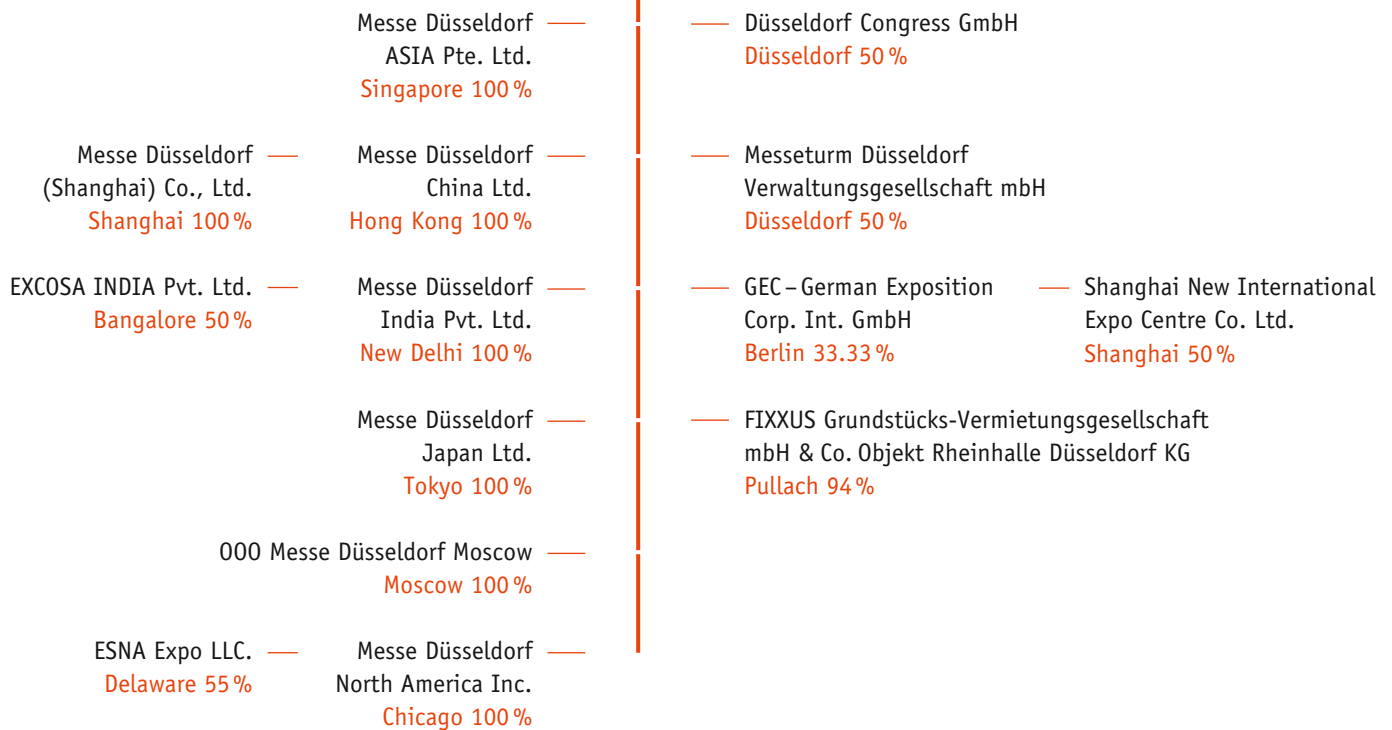 Messe Düsseldorf
ASIA Pte. Ltd.
Singapore 100 %
Düsseldorf Congress GmbH
Düsseldorf 50 %
Messe Düsseldorf
(Shanghai) Co., Ltd.
Shanghai 100 %
Messe Düsseldorf
China Ltd.
Hong Kong 100 %
Messeturm Düsseldorf
Verwaltungsgesellschaft mbH
Düsseldorf 50 %
EXCOSA INDIA Pvt. Ltd.
Bangalore 50 %
Messe Düsseldorf
India Pvt. Ltd.
New Delhi 100 %
GEC – German Exposition
Corp. Int. GmbH
Berlin 33.33 %
Shanghai New International
Expo Centre Co. Ltd.
Shanghai 50 %
Messe Düsseldorf
Japan Ltd.
Tokyo 100 %
FIXXUS Grundstücks-Vermietungsgesellschaft
mbH & Co. Objekt Rheinhalle Düsseldorf KG
Pullach 94 %
OOO Messe Düsseldorf Moscow
Moscow 100 %
ESNA Expo LLC.
Delaware 55 %
Messe Düsseldorf
North America Inc.
Chicago 100 %